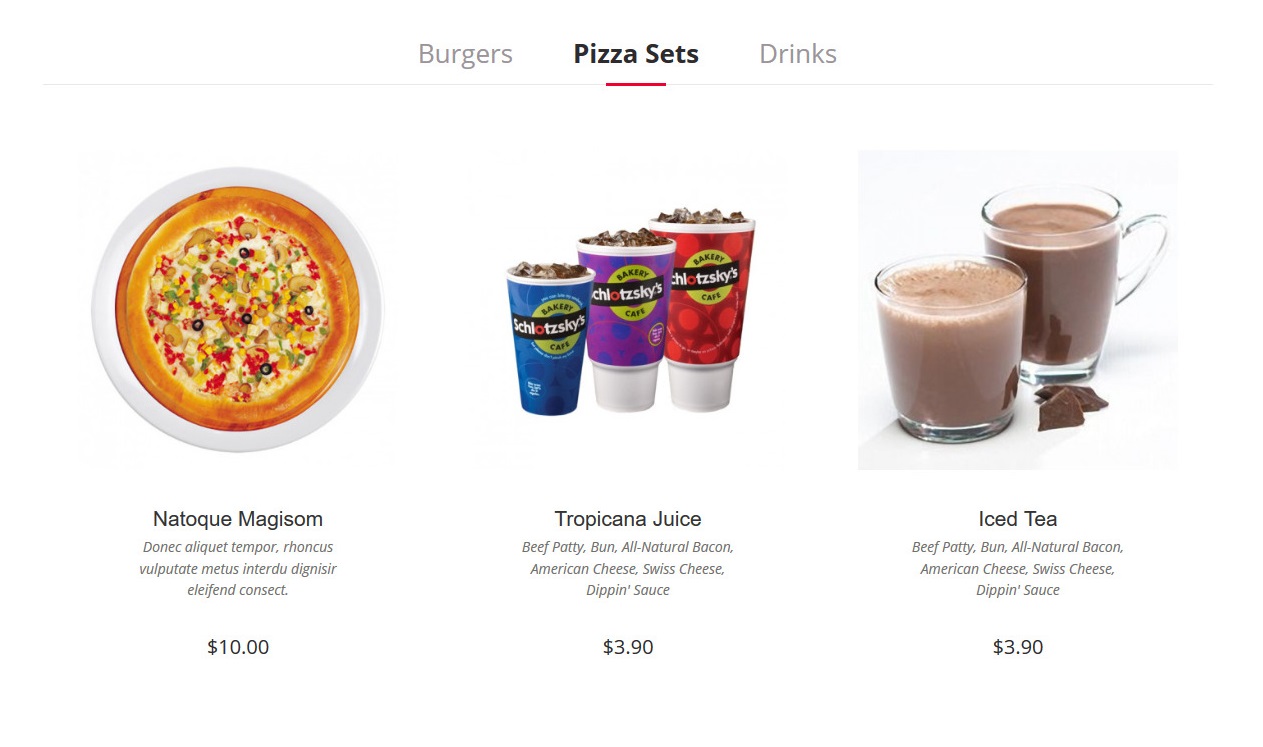 Burgers
Pizza Sets
Drinks
BAKERY
Schlotzsky's
CAFE
BAKERY
chlotzsky's
CAFE
BAKERY
chlotzsky's
CAFE
Natoque Magisom
Donec aliquet tempor, rhoncus
vulputate metus interdu dignisir
eleifend consect.
$10.00
Tropicana Juice
Beef Patty, Bun, All-Natural Bacon,
American Cheese, Swiss Cheese,
Dippin' Sauce
$3.90
Iced Tea
Beef Patty, Bun, All-Natural Bacon,
American Cheese, Swiss Cheese,
Dippin' Sauce
$3.90